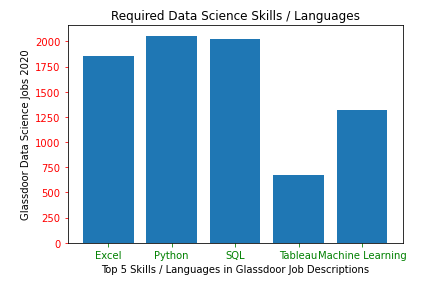 Required Data Science Skills / Languages
Glassdoor Data Science Jobs 2020
2000
1750
1500
1250
1000
750
500
250
0
Excel Python SQL Tableau Machine Learning
Top 5 Skills / Languages in Glassdoor Job Descriptions